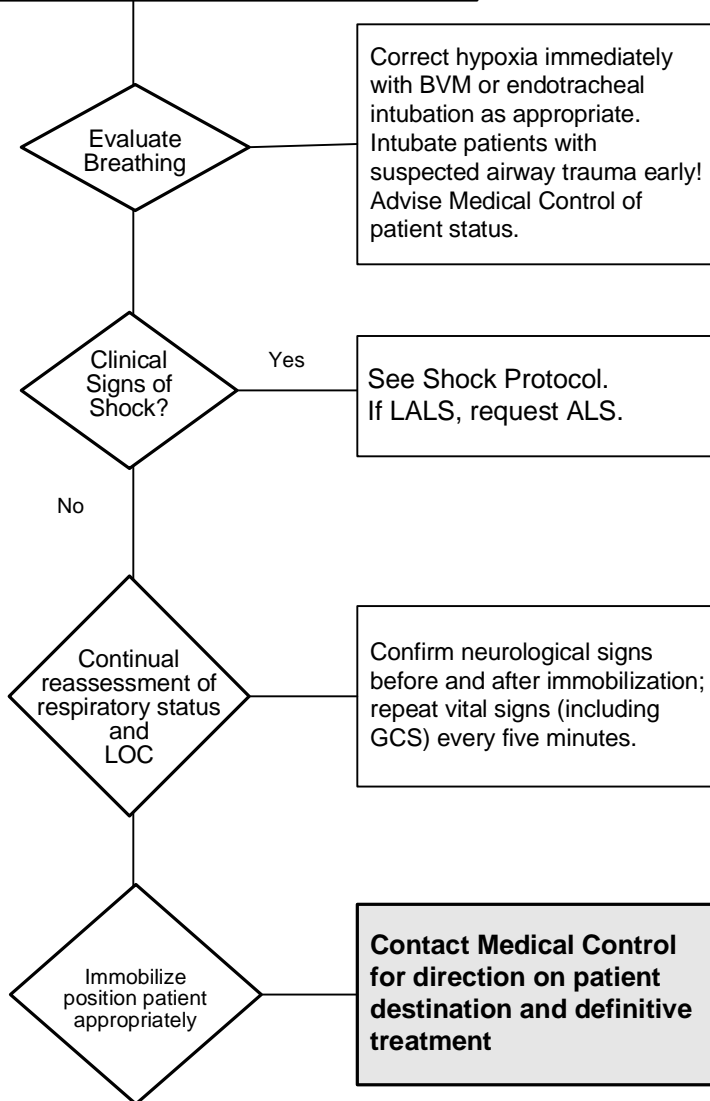 Evaluate
Breathing
Correct hypoxia immediately
with BVM or endotracheal
intubation as appropriate.
Intubate patients with
suspected airway trauma early!
Advise Medical Control of
patient status.
Clinical
Signs of
Shock?
Yes
See Shock Protocol.
If LALS, request ALS.
No
Continual
reassessment of
respiratory status
and
LOC
Confirm neurological signs
before and after immobilization;
repeat vital signs (including
GCS) every five minutes.
Immobilize
position patient
appropriately
Contact Medical Control
for direction on patient
destination and definitive
treatment